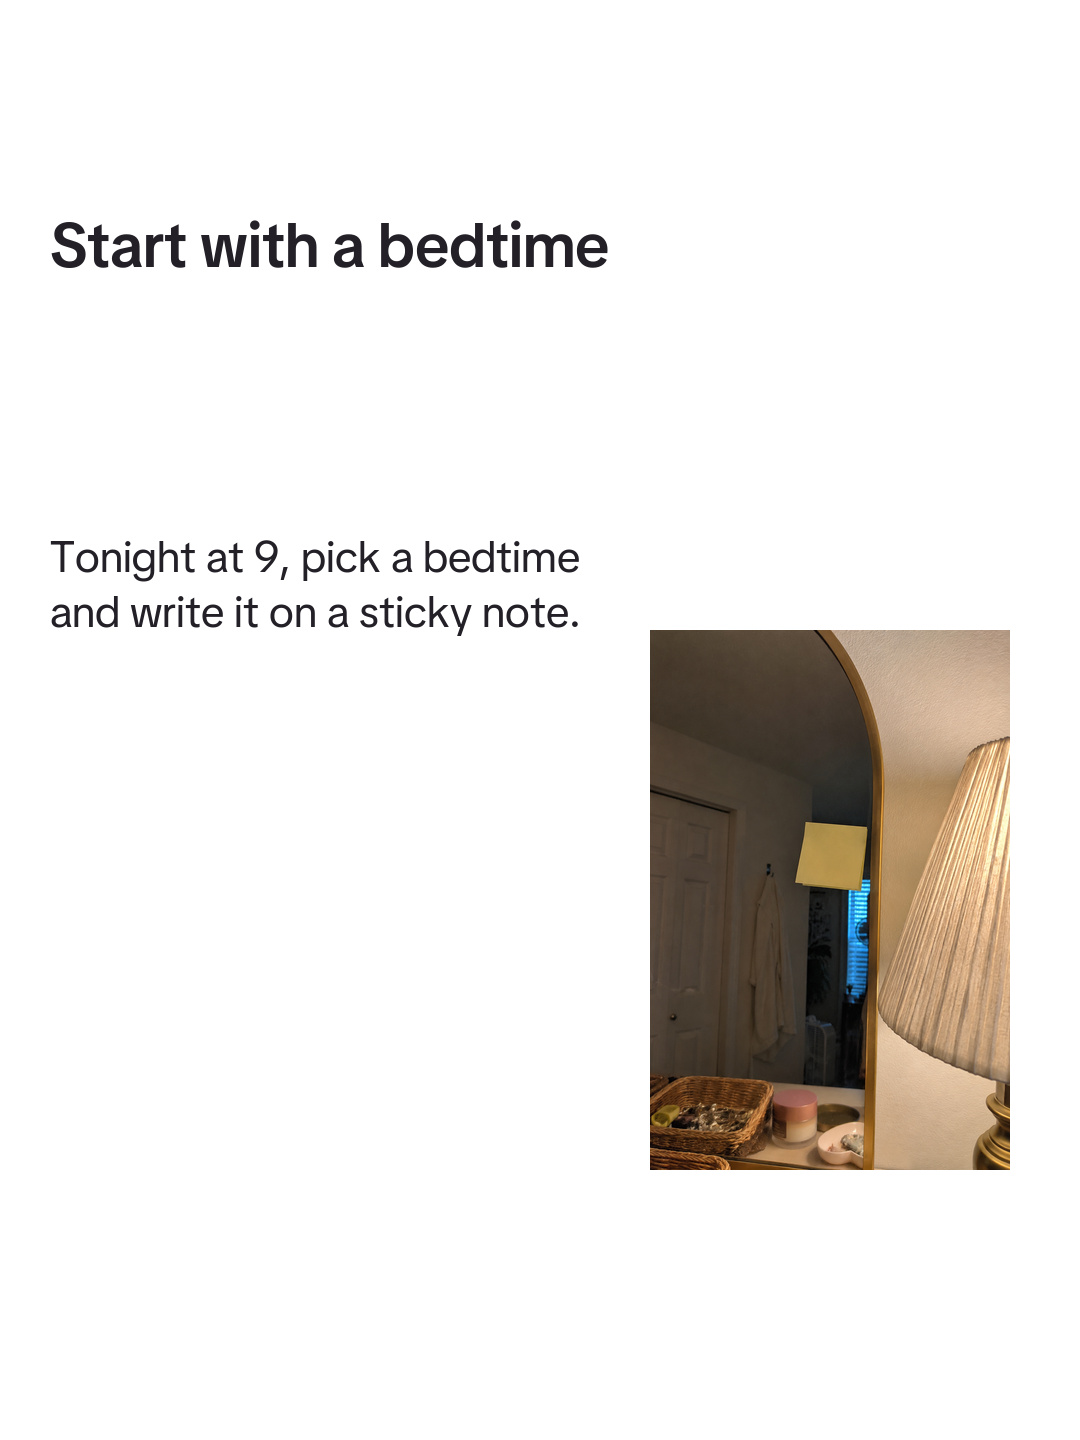 Start with a bedtime
Tonight at 9, pick a bedtime
and write it on a sticky note.